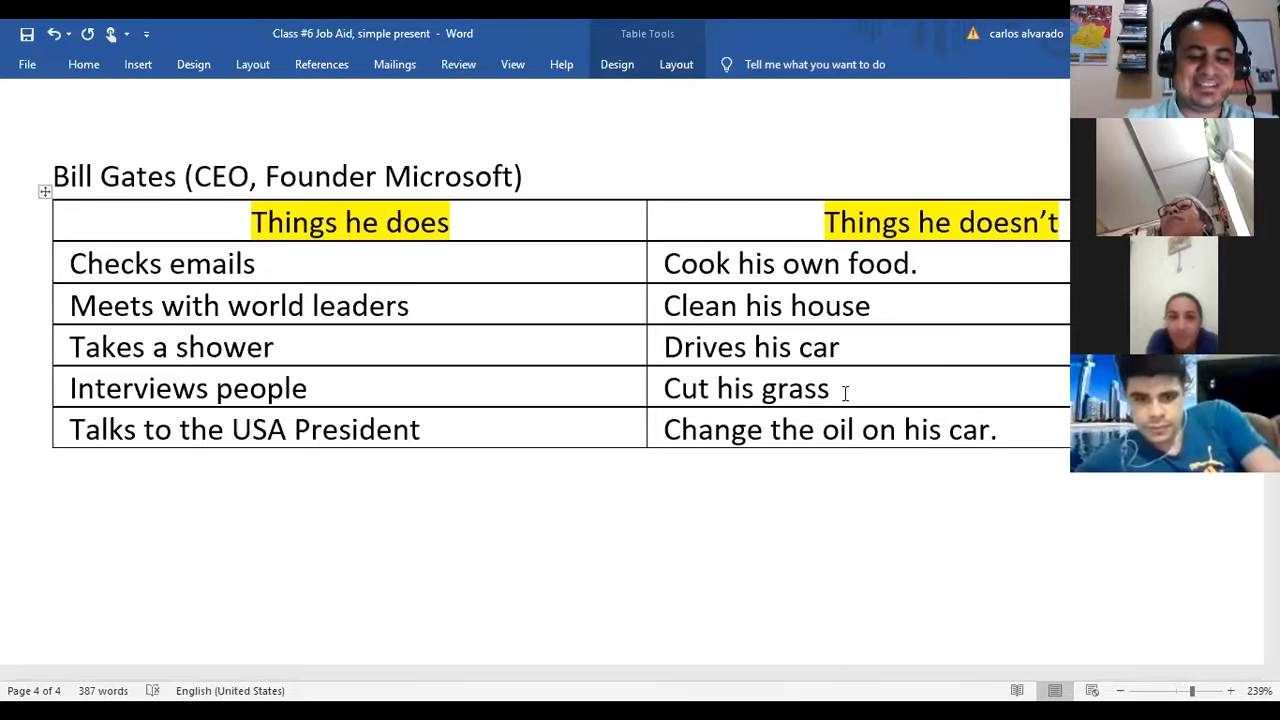 Class #6 Job Aid, simple present - Word
Table Tools
carlos alvarado
File Home Insert Design Layout References Mailings Review View Help Design Layout Tell me what you want to do
Bill Gates (CEO, Founder Microsoft)
Things he does Things he doesn’t
Checks emails Cook his own food.
Meets with world leaders Clean his house
Takes a shower Drives his car
Interviews people Cut his grass
Talks to the USA President Change the oil on his car.
Page 4 of 4 387 words English (United States) 239%